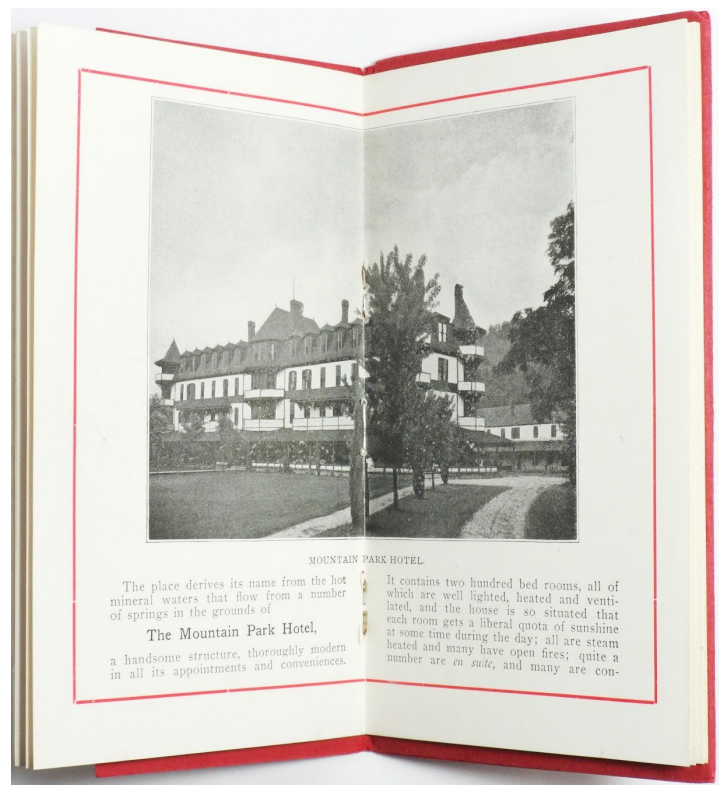 MOUNTAIN PARK HOTEL.
The place derives its name from the hot
mineral waters that flow from a number
of springs in the grounds of
The Mountain Park Hotel,
a handsome structure, thoroughly modern
in all its appointments and conveniences.
It contains two hundred bed rooms, all of
which are well lighted, heated and venti-
lated, and the house is so situated that
each room gets a liberal quota of sunshine
at some time during the day; all are steam
heated and many have open fires; quite a
number are en suite, and many are con-